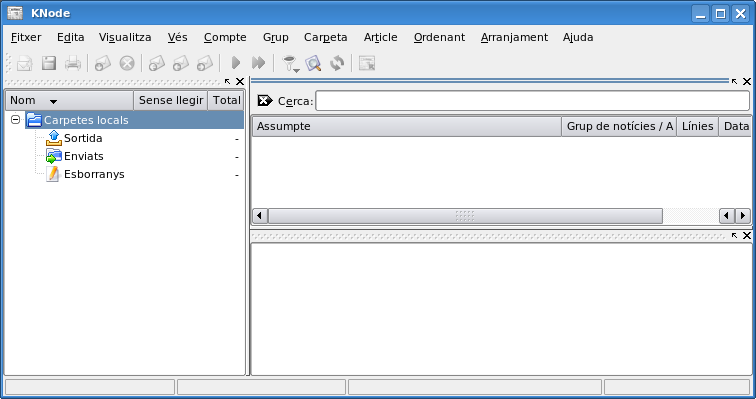 KNode
Fitxer Edita Visualitza Vés Compte Grup Carpeta Article Ordenant Arranjament Ajuda
Nom Sense llegir Total
Carpetes locals
Sortida -
Enviats -
Esborranys -
Cerca:
Assumpte Grup de notícies / A Línies Data